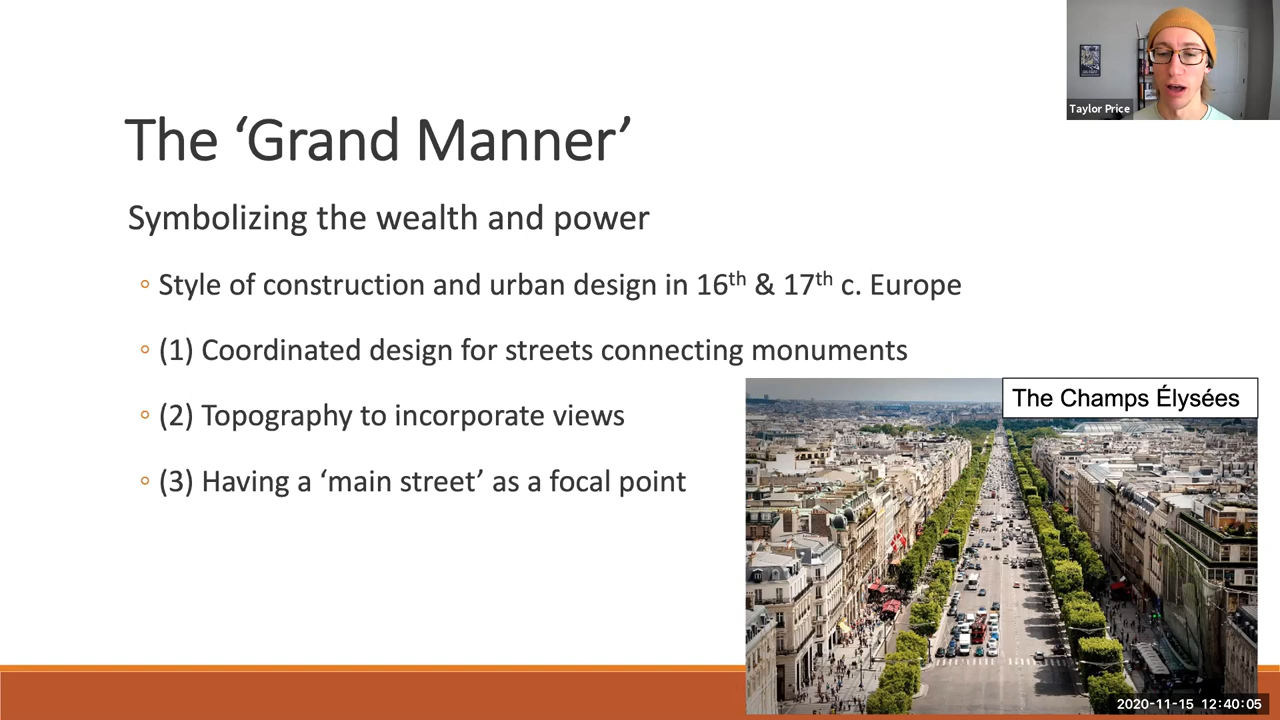 Taylor Price
The ‘Grand Manner’
Symbolizing the wealth and power
◦ Style of construction and urban design in 16th & 17th c. Europe
◦ (1) Coordinated design for streets connecting monuments
◦ (2) Topography to incorporate views
◦ (3) Having a ‘main street’ as a focal point
The Champs Élysées
2020-11-15 12:40:05